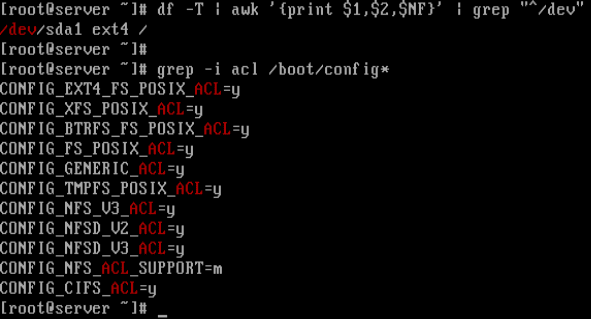 [root@server ~]# df -T | awk '{print $1,$2,$NF}' | grep "^/dev"
/dev/sda1 ext4 /
[root@server ~]#
[root@server ~]# grep -i acl /boot/config*
CONFIG_EXT4_FS_POSIX_ACL=y
CONFIG_XFS_POSIX_ACL=y
CONFIG_BTRFS_FS_POSIX_ACL=y
CONFIG_FS_POSIX_ACL=y
CONFIG_GENERIC_ACL=y
CONFIG_TMPFS_POSIX_ACL=y
CONFIG_NFS_V3_ACL=y
CONFIG_NFSD_V2_ACL=y
CONFIG_NFSD_V3_ACL=y
CONFIG_NFS_ACL_SUPPORT=m
CONFIG_CIFS_ACL=y
[root@server ~]# _